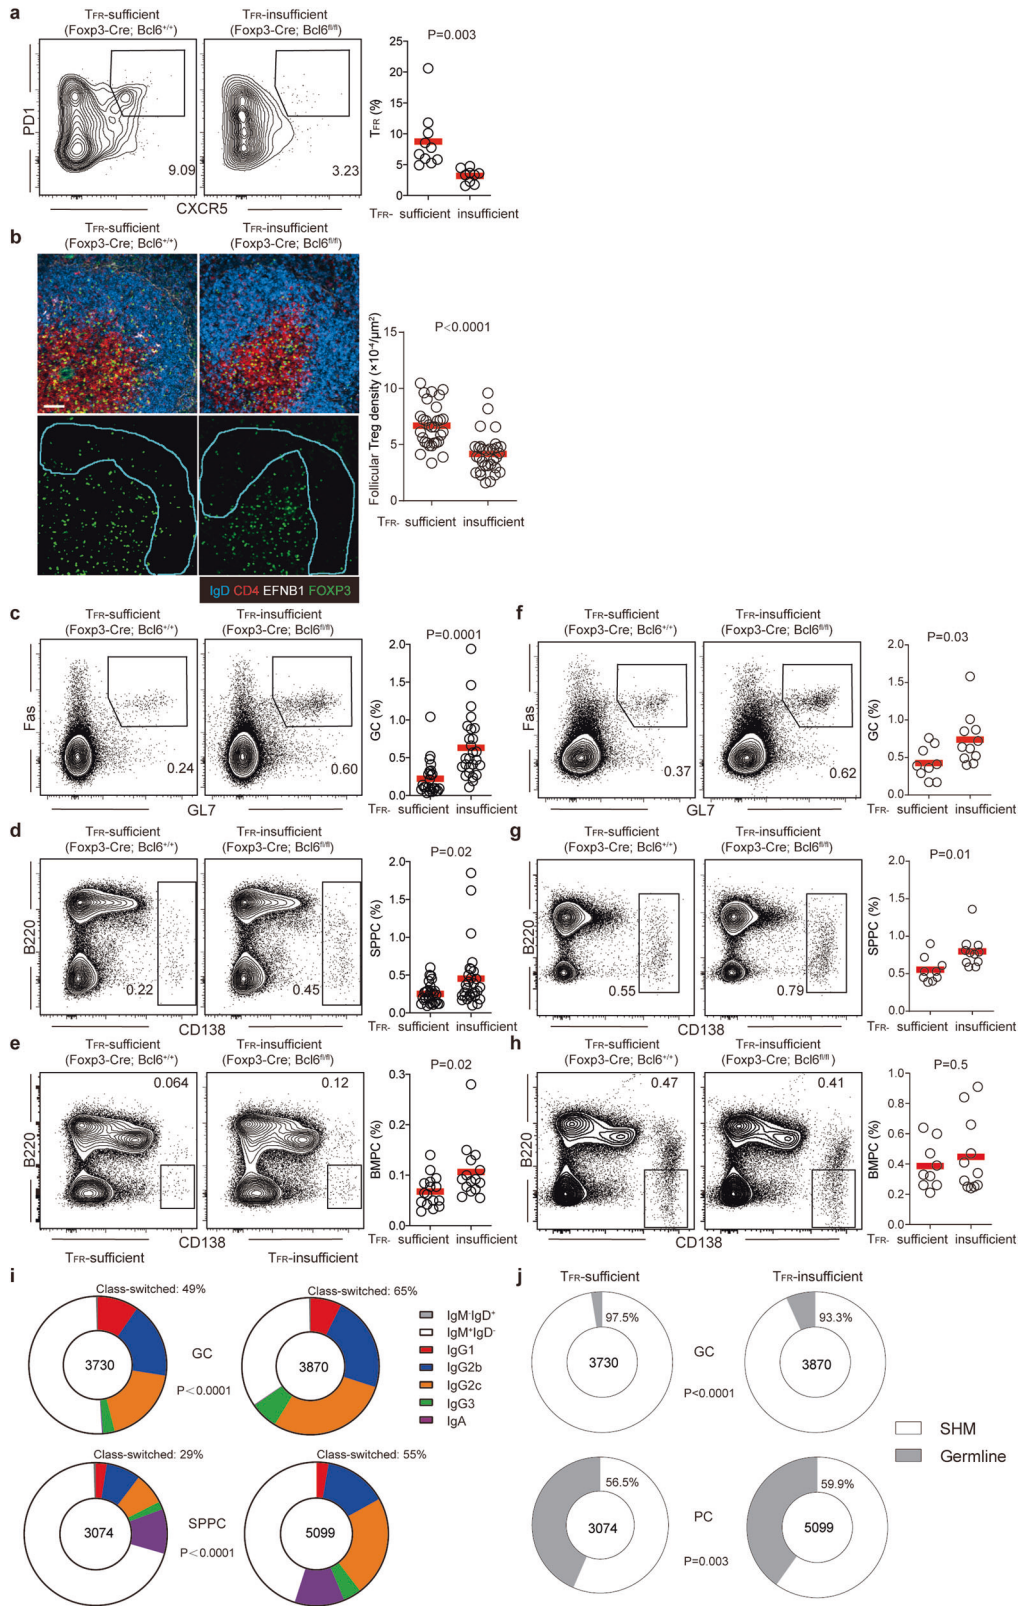 a
TFR-sufficient
(Foxp3-Cre; Bcl6+/+)
TFR-insufficient
(Foxp3-Cre; Bcl6fl/fl)
PD1
9.09
3.23
CXCR5
P=0.003
TFR (%)
25
20
15
10
5
0
TFR- sufficient insufficient
b
TFR-sufficient
(Foxp3-Cre; Bcl6+/+)
TFR-insufficient
(Foxp3-Cre; Bcl6fl/fl)
IgD CD4 EFNB1 FOXP3
P<0.0001
Follicular Treg density (×10-4/μm2)
15
10
5
0
TFR- sufficient insufficient
c
TFR-sufficient
(Foxp3-Cre; Bcl6+/+)
TFR-insufficient
(Foxp3-Cre; Bcl6fl/fl)
Fas
0.24
0.60
GL7
P=0.0001
GC (%)
2.0
1.5
1.0
0.5
0.0
TFR- sufficient insufficient
f
TFR-sufficient
(Foxp3-Cre; Bcl6+/+)
TFR-insufficient
(Foxp3-Cre; Bcl6fl/fl)
Fas
0.37
0.62
GL7
P=0.03
GC (%)
2.0
1.5
1.0
0.5
0.0
TFR- sufficient insufficient
d
TFR-sufficient
(Foxp3-Cre; Bcl6+/+)
TFR-insufficient
(Foxp3-Cre; Bcl6fl/fl)
B220
0.22
0.45
CD138
P=0.02
SPPC (%)
2.0
1.5
1.0
0.5
0.0
TFR- sufficient insufficient
g
TFR-sufficient
(Foxp3-Cre; Bcl6+/+)
TFR-insufficient
(Foxp3-Cre; Bcl6fl/fl)
B220
0.55
0.79
CD138
P=0.01
SPPC (%)
2.0
1.5
1.0
0.5
0.0
TFR- sufficient insufficient
e
TFR-sufficient
(Foxp3-Cre; Bcl6+/+)
TFR-insufficient
(Foxp3-Cre; Bcl6fl/fl)
B220
0.064
0.12
CD138
P=0.02
BMPC (%)
0.3
0.2
0.1
0.0
TFR- sufficient insufficient
h
TFR-sufficient
(Foxp3-Cre; Bcl6+/+)
TFR-insufficient
(Foxp3-Cre; Bcl6fl/fl)
B220
0.47
0.41
CD138
P=0.5
BMPC (%)
1.0
0.8
0.6
0.4
0.2
0.0
TFR- sufficient insufficient
i
TFR-sufficient
TFR-insufficient
Class-switched: 49%
Class-switched: 65%
3730
GC
P<0.0001
3870
IgM-IgD+
IgM+IgD-
IgG1
IgG2b
IgG2c
IgG3
IgA
Class-switched: 29%
Class-switched: 55%
3074
SPPC
P<0.0001
5099
j
TFR-sufficient
TFR-insufficient
97.5%
93.3%
3730
GC
P<0.0001
3870
SHM
Germline
56.5%
59.9%
3074
PC
P=0.003
5099